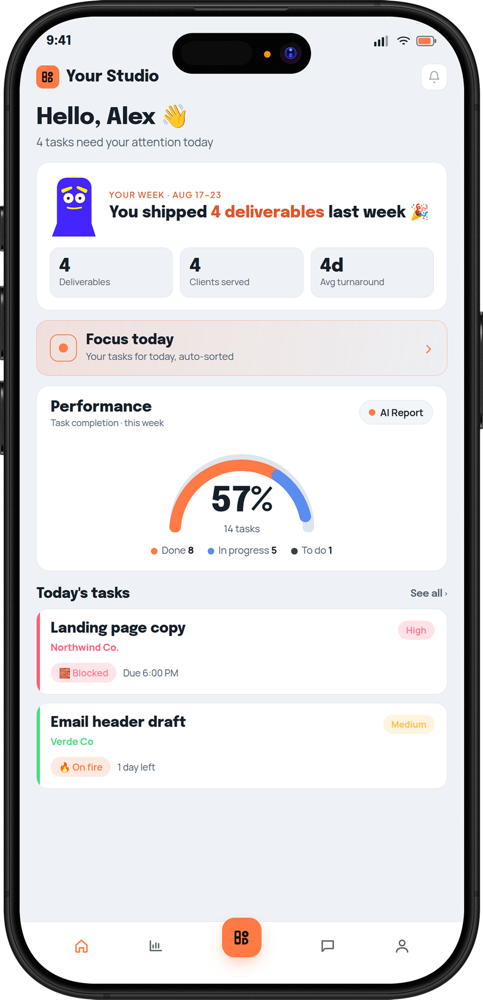 9:41
Your Studio
Hello, Alex 👋
4 tasks need your attention today
YOUR WEEK · AUG 17–23
You shipped 4 deliverables last week 🎉
4
Deliverables
4
Clients served
4d
Avg turnaround
Focus today
Your tasks for today, auto-sorted
Performance
Task completion · this week
AI Report
57%
14 tasks
Done 8
In progress 5
To do 1
Today's tasks
See all ›
Landing page copy
High
Northwind Co.
🧱 Blocked
Due 6:00 PM
Email header draft
Medium
Verde Co
🔥 On fire
1 day left